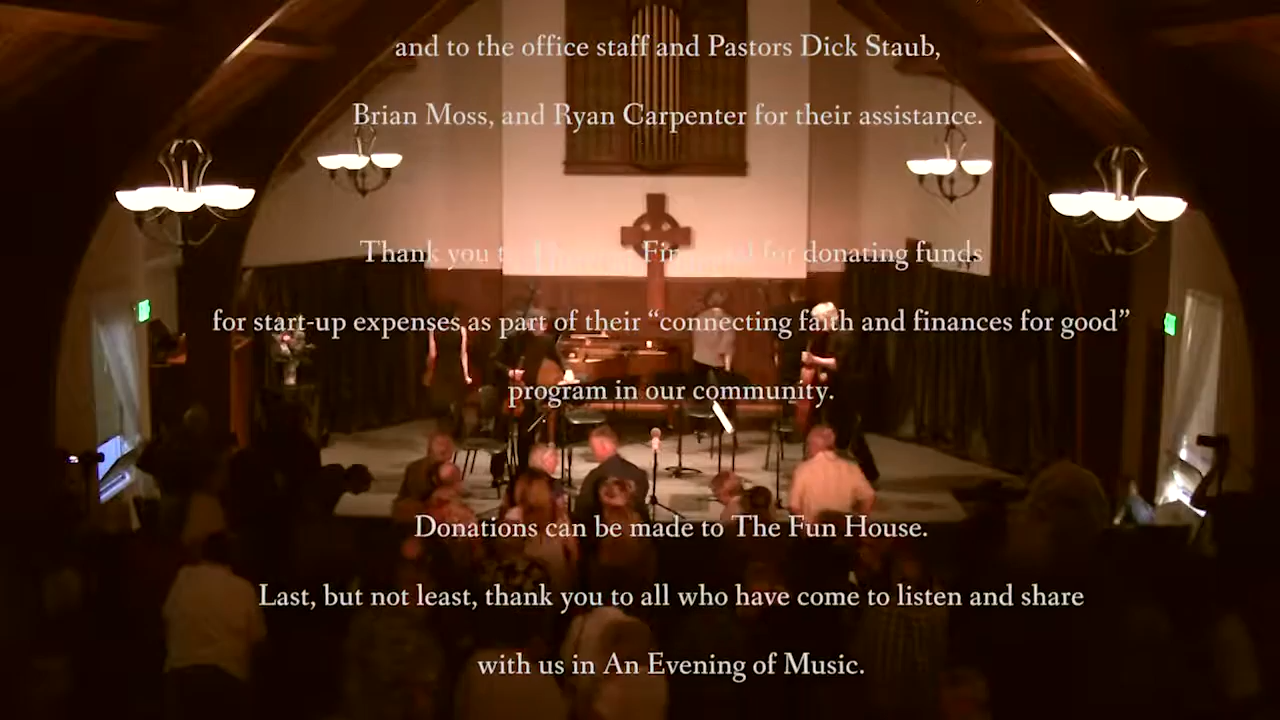 and to the office staff and Pastors Dick Staub,
Brian Moss, and Ryan Carpenter for their assistance.
Thank you to Financial for donating funds
for start-up expenses as part of their “connecting faith and finances for good”
program in our community.
Donations can be made to The Fun House.
Last, but not least, thank you to all who have come to listen and share
with us in An Evening of Music.